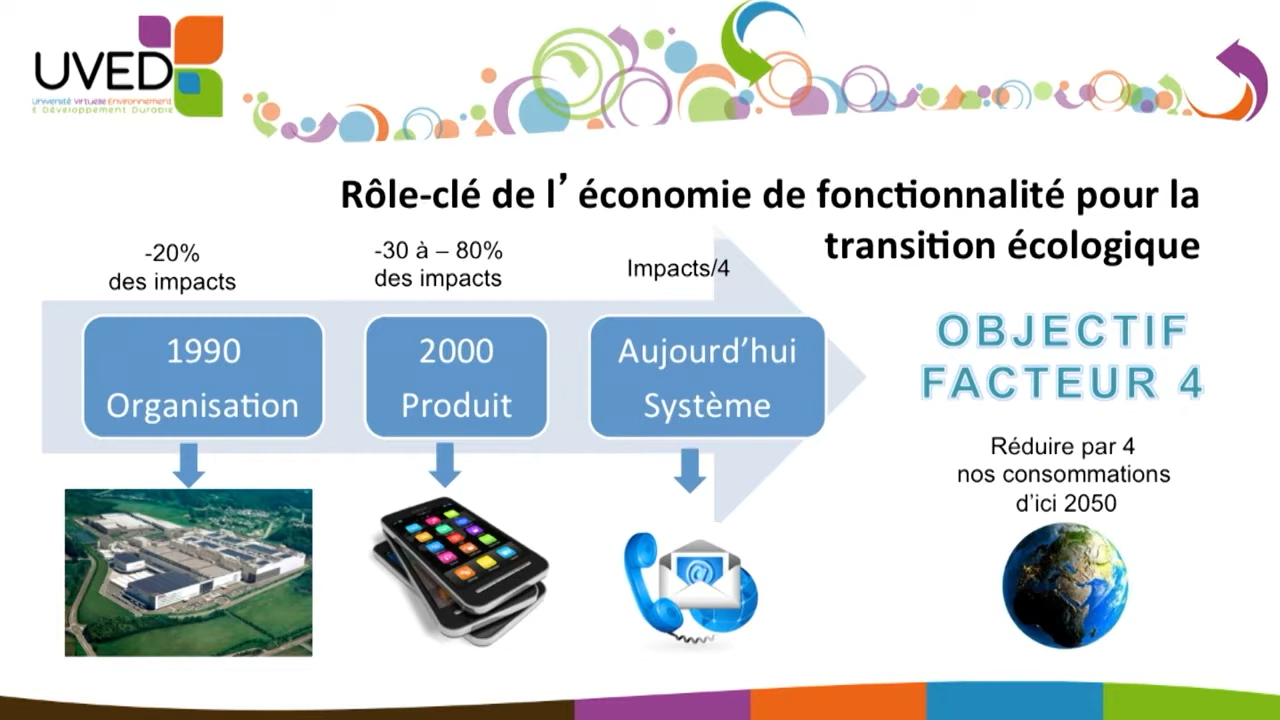 UVED
Université Virtuelle Environnement
& Développement Durable
Rôle-clé de l’ économie de fonctionnalité pour la
transition écologique
-20%
des impacts
-30 à – 80%
des impacts
Impacts/4
1990
Organisation
2000
Produit
Aujourd’hui
Système
OBJECTIF
FACTEUR 4
Réduire par 4
nos consommations
d’ici 2050
@